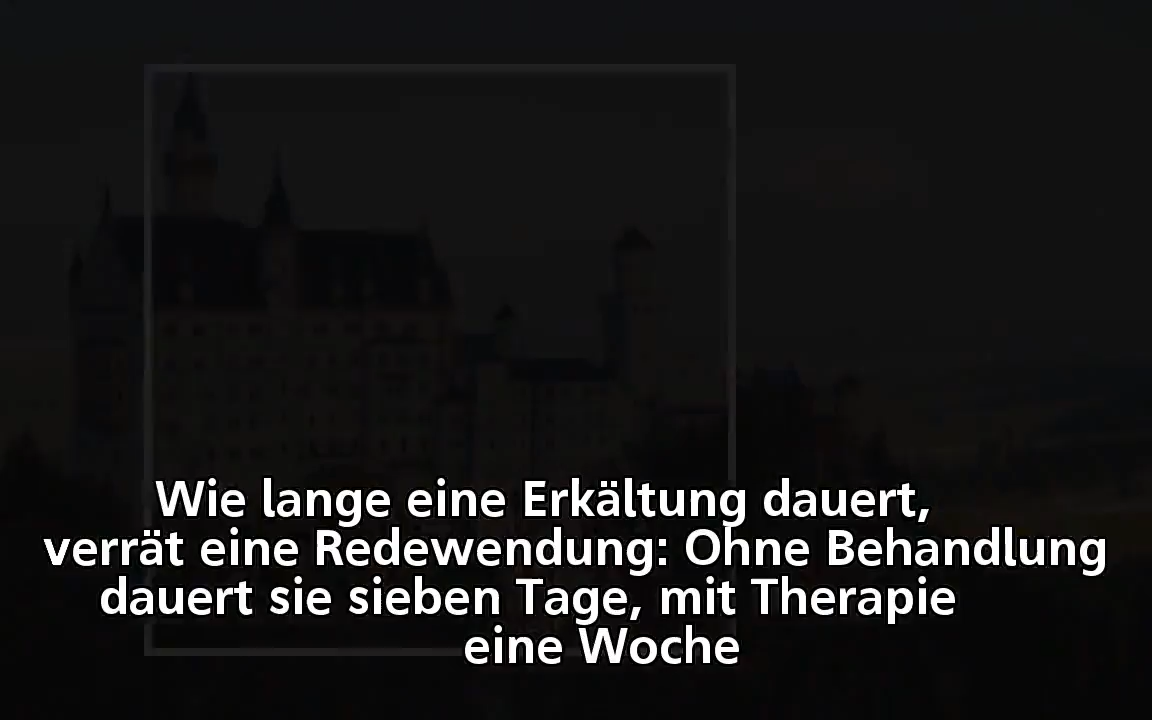 Wie lange eine Erkältung dauert,
verrät eine Redewendung: Ohne Behandlung
dauert sie sieben Tage, mit Therapie
eine Woche